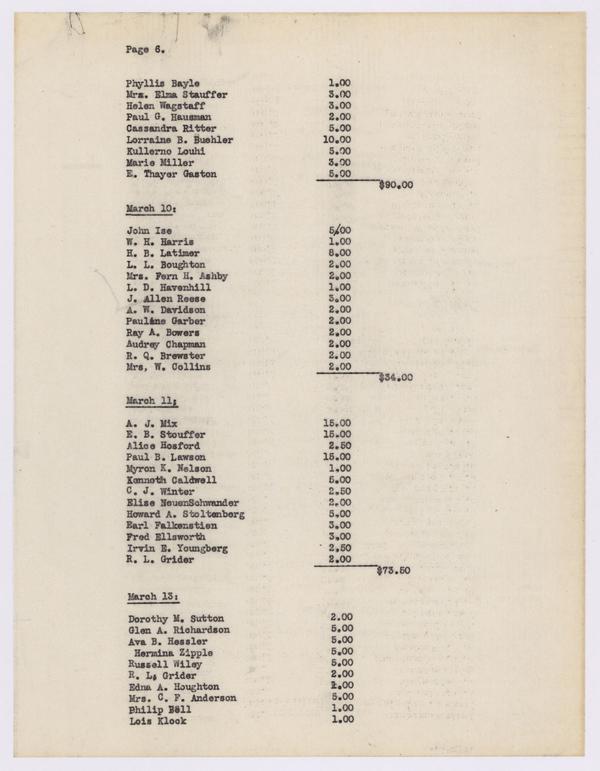 Page 6.
Phyllis Bayle 1.00
Mrs. Elma Stauffer 3.00
Helen Wagstaff 3.00
Paul G. Hausman 2.00
Cassandra Ritter 5.00
Lorraine B. Buehler 10.00
Kullerno Louhi 5.00
Marie Miller 3.00
E. Thayer Gaston 5.00
$90.00
March 10:
John Ise 5/00
W. H. Harris 1.00
H. B. Latimer 8.00
L. L. Boughton 2.00
Mrs. Fern H. Ashby 2.00
L. D. Havenhill 1.00
J. Allen Reese 3.00
A. W. Davidson 2.00
Pauline Garber 2.00
Ray A. Bowers 2.00
Audrey Chapman 2.00
R. Q. Brewster 2.00
Mrs, W. Collins 2.00
$34.00
March 11;
A. J. Mix 15.00
E. B. Stouffer 15.00
Alice Hosford 2.50
Paul B. Lawson 15.00
Myron K. Nelson 1.00
Kenneth Caldwell 5.00
C. J. Winter 2.50
Elise NeuenSchwander 2.00
Howard A. Stoltenberg 5.00
Earl Falkenstien 3.00
Fred Ellsworth 3.00
Irvin E. Youngberg 2.50
R. L. Grider 2.00
$73.50
March 13:
Dorothy M. Sutton 2.00
Glen A. Richardson 5.00
Ava B. Hessler 5.00
Hermina Zipple 5.00
Russell Wiley 5.00
R. L. Grider 2.00
Edna A. Houghton 1.00
Mrs. C. F. Anderson 5.00
Philip Bell 1.00
Lois Klock 1.00